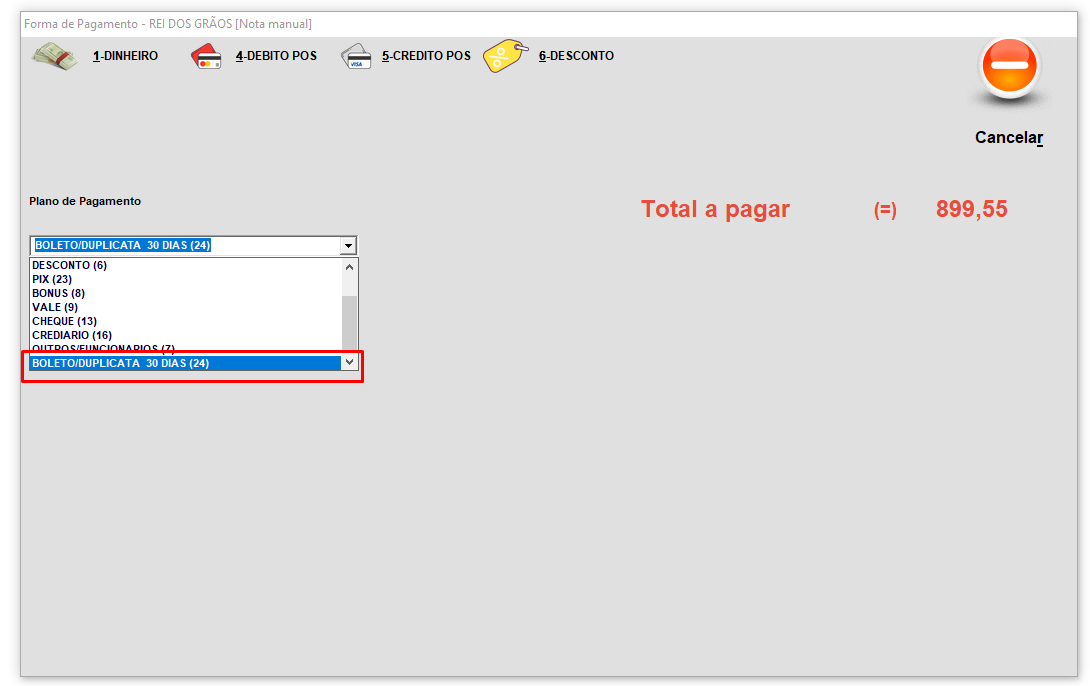 Forma de Pagamento - REI DOS GRÃOS [Nota manual]
1-DINHEIRO 4-DEBITO POS 5-CREDITO POS 6-DESCONTO
Cancelar
Plano de Pagamento
Total a pagar (=) 899,55
BOLETO/DUPLICATA 30 DIAS (24)
DESCONTO (6)
PIX (23)
BONUS (8)
VALE (9)
CHEQUE (13)
CREDIARIO (16)
OUTROS/FUNCIONARIOS (7)
BOLETO/DUPLICATA 30 DIAS (24)